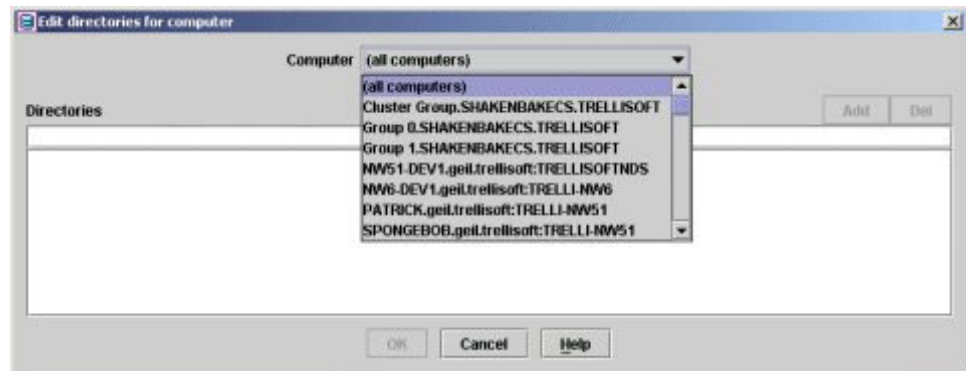 Edit directories for computer
Computer (all computers)
(all computers)
Cluster Group.SHAKENBAKECS.TRELLISOFT
Directories
Add Del
Group 0.SHAKENBAKECS.TRELLISOFT
Group 1.SHAKENBAKECS.TRELLISOFT
NW51-DEV1.geil.trellisoft:TRELLISOFTNDS
NW6-DEV1.geil.trellisoft:TRELLI-NW6
PATRICK.geil.trellisoft:TRELLI-NW51
SPONGEBOB.geil.trellisoft:TRELLI-NW51
OK Cancel Help